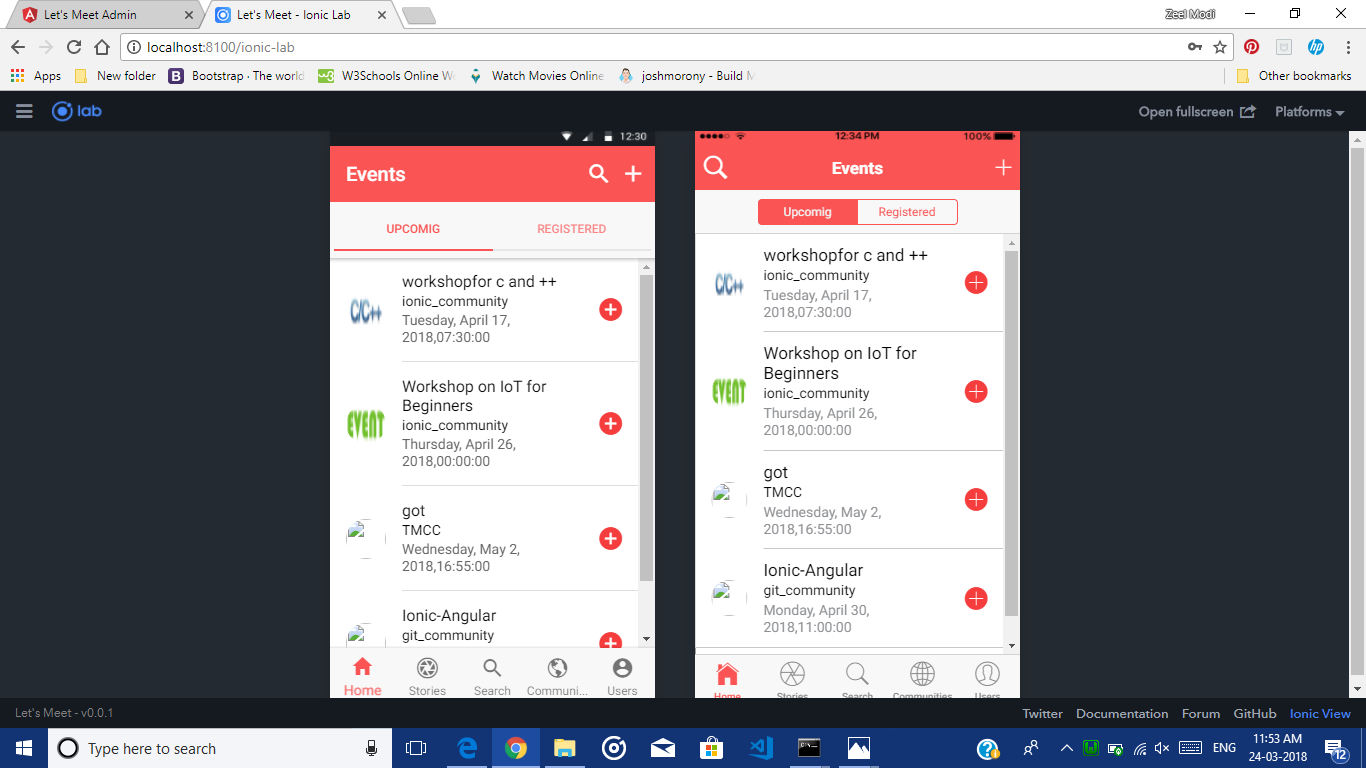 Let's Meet Admin
Let's Meet - Ionic Lab
Zeel Modi
localhost:8100/ionic-lab
Apps
New folder
Bootstrap · The world
W3Schools Online W
Watch Movies Online
joshmorony - Build M
Other bookmarks
lab
Open fullscreen
Platforms
12:30
Events
UPCOMIG
REGISTERED
C/C++
workshopfor c and ++
ionic_community
Tuesday, April 17,
2018,07:30:00
EVENT
Workshop on IoT for
Beginners
ionic_community
Thursday, April 26,
2018,00:00:00
got
TMCC
Wednesday, May 2,
2018,16:55:00
Ionic-Angular
git_community
Home
Stories
Search
Communi...
Users
12:34 PM
100%
Events
Upcomig
Registered
C/C++
workshopfor c and ++
ionic_community
Tuesday, April 17,
2018,07:30:00
EVENT
Workshop on IoT for
Beginners
ionic_community
Thursday, April 26,
2018,00:00:00
got
TMCC
Wednesday, May 2,
2018,16:55:00
Ionic-Angular
git_community
Monday, April 30,
2018,11:00:00
Home
Stories
Search
Communities
Users
Let's Meet - v0.0.1
Twitter
Documentation
Forum
GitHub
Ionic View
Type here to search
ENG
11:53 AM
24-03-2018
12